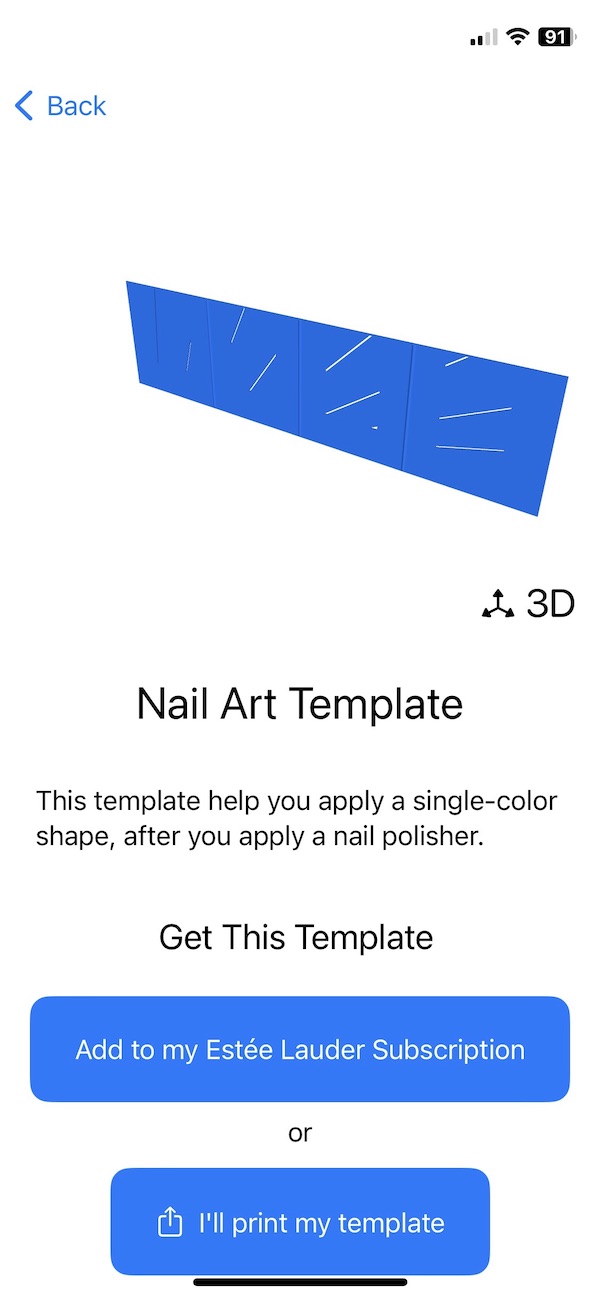 91
Back
3D
Nail Art Template
This template help you apply a single-color
shape, after you apply a nail polisher.
Get This Template
Add to my Estée Lauder Subscription
or
I'll print my template